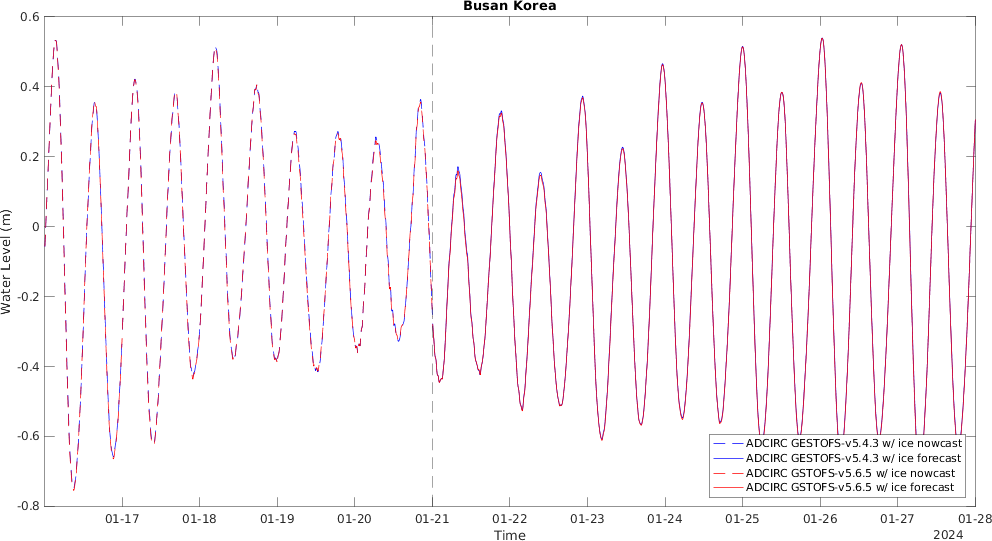 Busan Korea
0.6
0.4
0.2
0
-0.2
-0.4
-0.6
-0.8
Water Level (m)
ADCIRC GESTOFS-v5.4.3 w/ ice nowcast
ADCIRC GESTOFS-v5.4.3 w/ ice forecast
ADCIRC GSTOFS-v5.6.5 w/ ice nowcast
ADCIRC GSTOFS-v5.6.5 w/ ice forecast
01-17 01-18 01-19 01-20 01-21 01-22 01-23 01-24 01-25 01-26 01-27 01-28
Time
2024